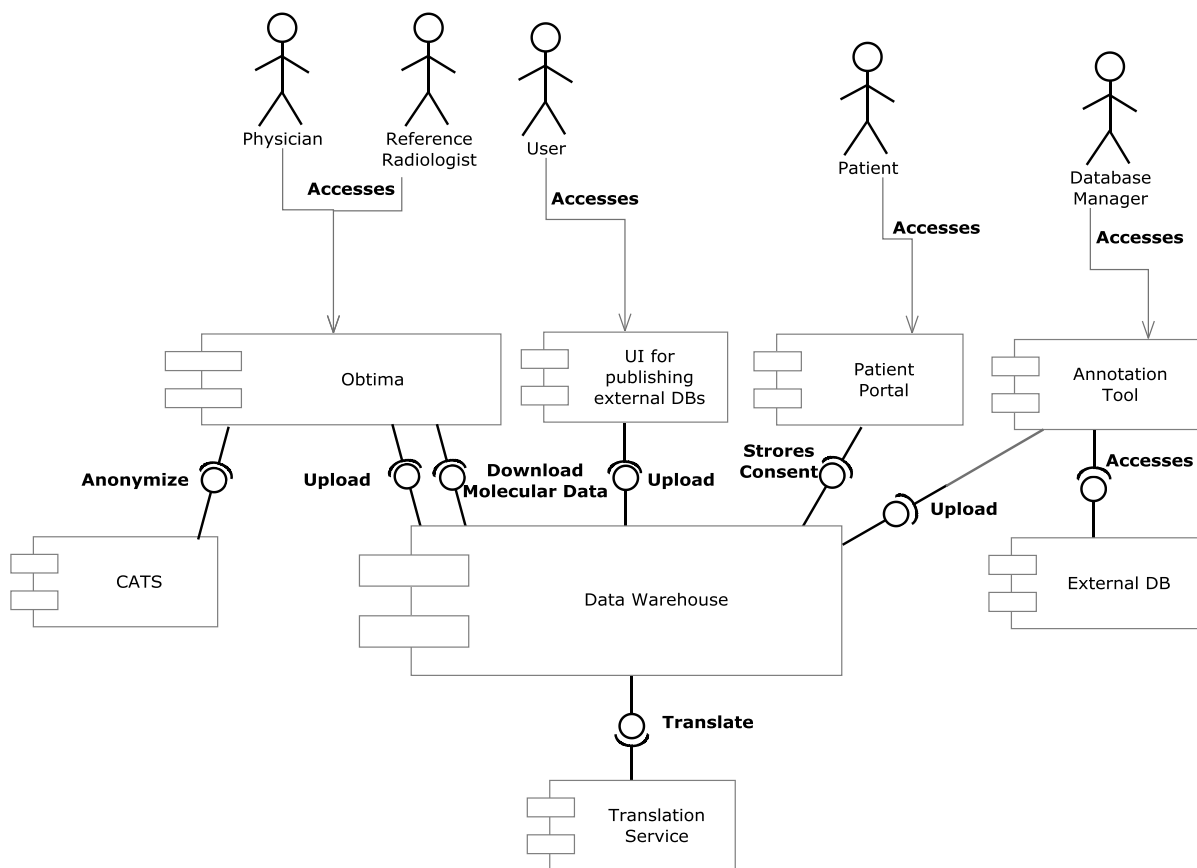 Physician
Reference
Radiologist
User
Patient
Database
Manager
Accesses
Accesses
Accesses
Accesses
Obtima
UI for
publishing
external DBs
Patient
Portal
Annotation
Tool
Anonymize
Upload
Download
Molecular Data
Upload
Strores
Consent
Upload
Accesses
CATS
Data Warehouse
External DB
Translate
Translation
Service